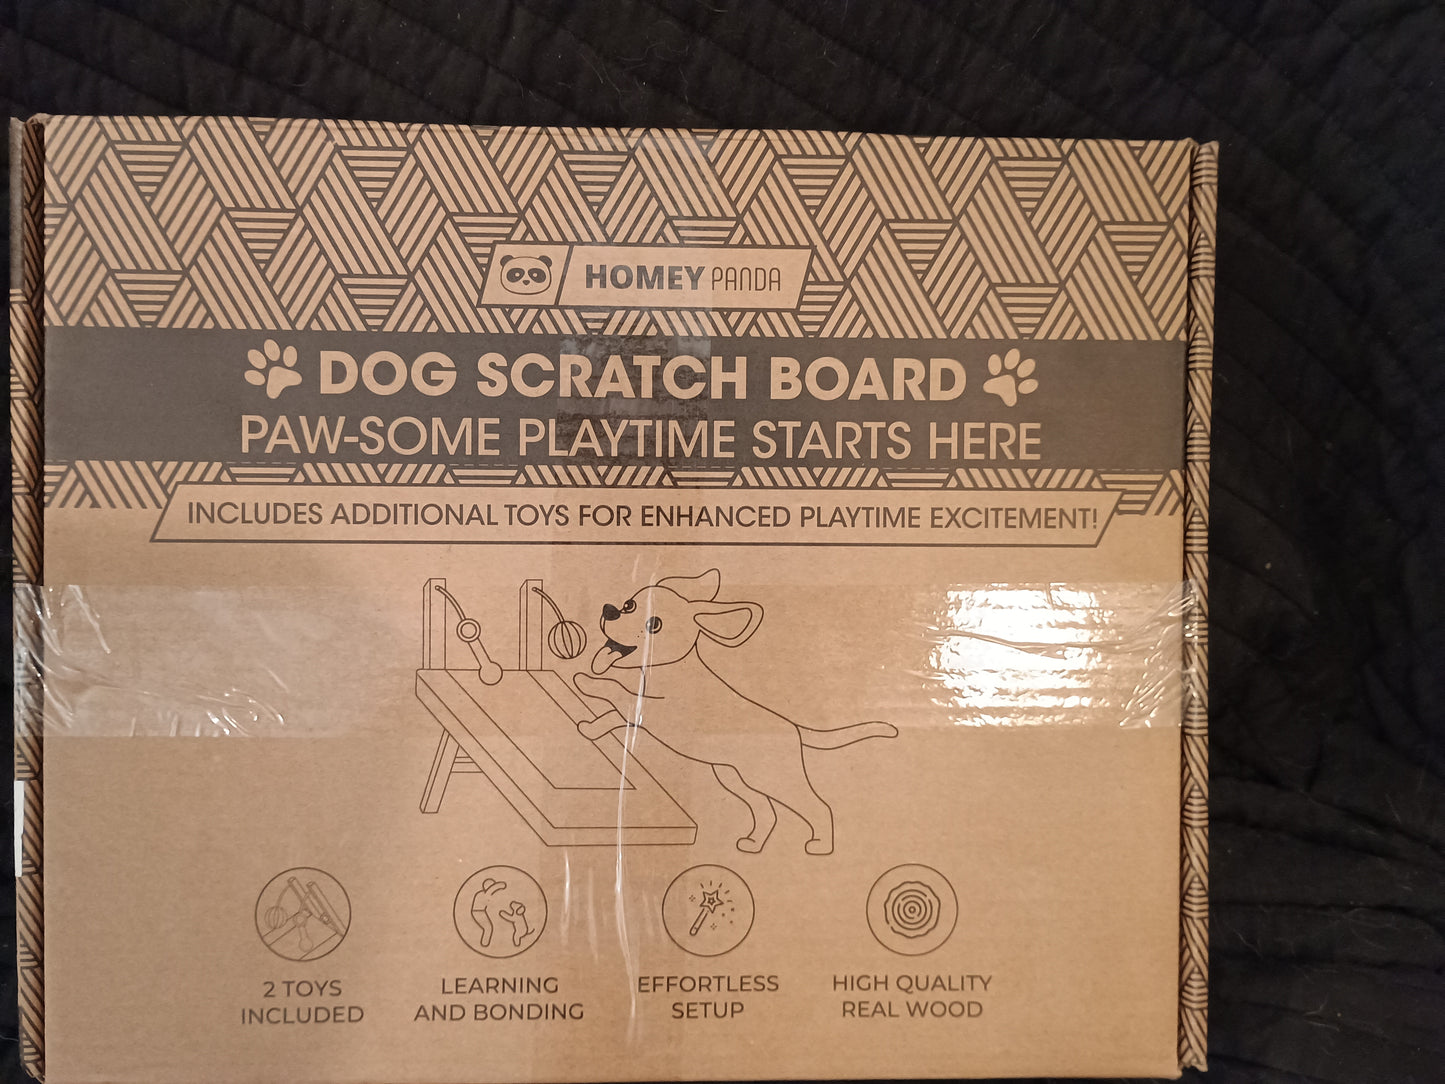 HOMEY PANDA
DOG SCRATCH BOARD
PAW-SOME PLAYTIME STARTS HERE
INCLUDES ADDITIONAL TOYS FOR ENHANCED PLAYTIME EXCITEMENT!
2 TOYS
INCLUDED
LEARNING
AND BONDING
EFFORTLESS
SETUP
HIGH QUALITY
REAL WOOD